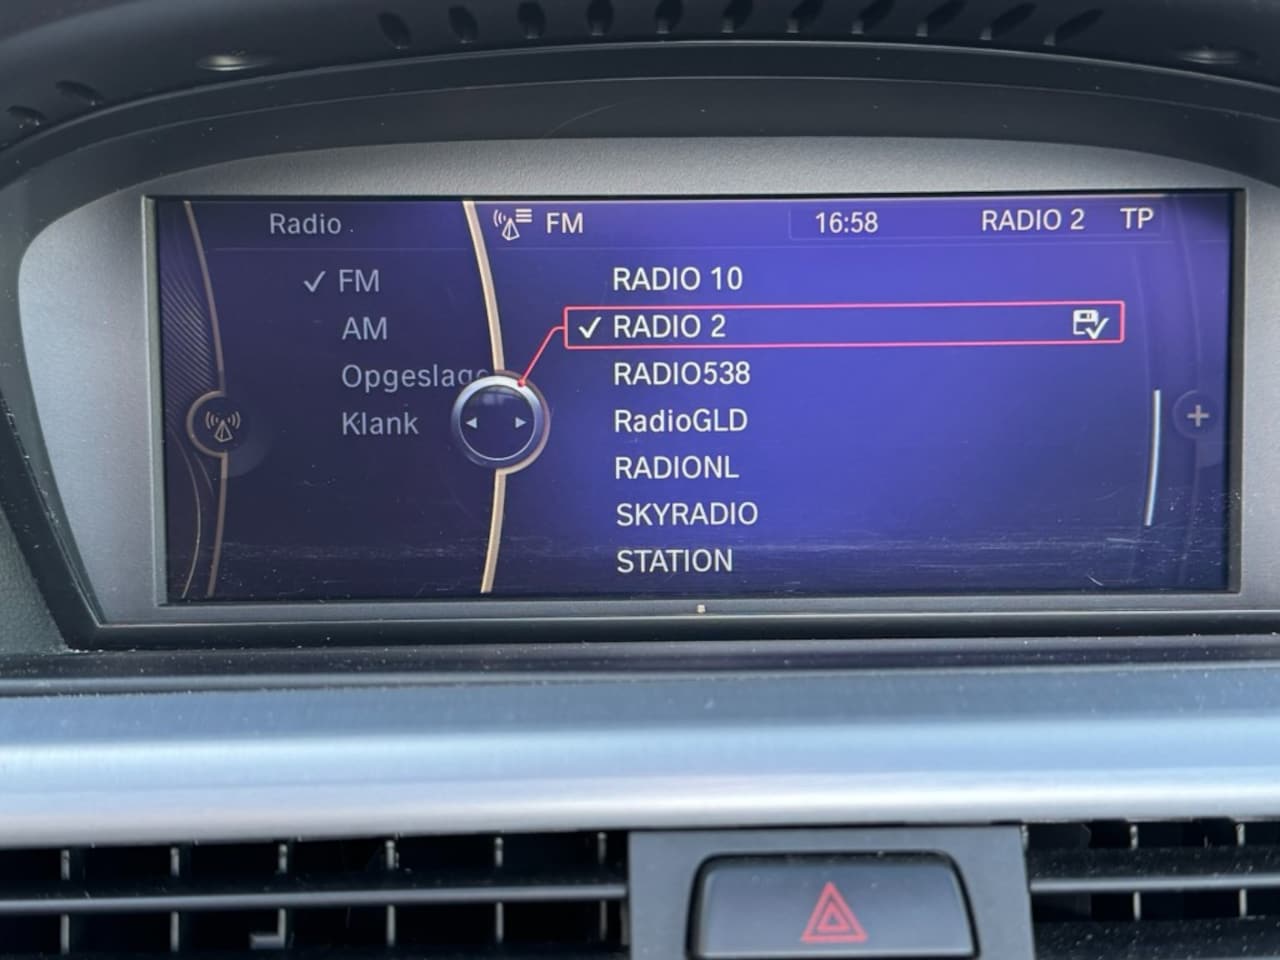 Radio
FM
16:58
RADIO 2
TP
FM
AM
Opgeslage
Klank
RADIO 10
RADIO 2
RADIO538
RadioGLD
RADIONL
SKYRADIO
STATION